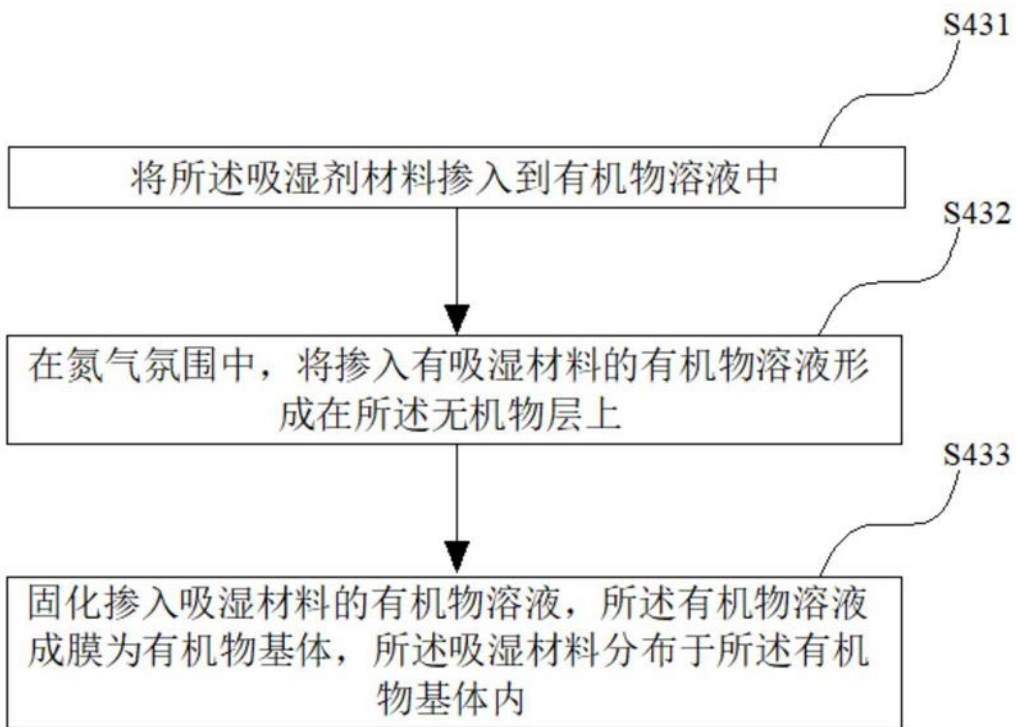 S431
将所述吸湿剂材料掺入到有机物溶液中
S432
在氮气氛围中，将掺入有吸湿材料的有机物溶液形
成在所述无机物层上
S433
固化掺入吸湿材料的有机物溶液，所述有机物溶液
成膜为有机物基体，所述吸湿材料分布于所述有机
物基体内